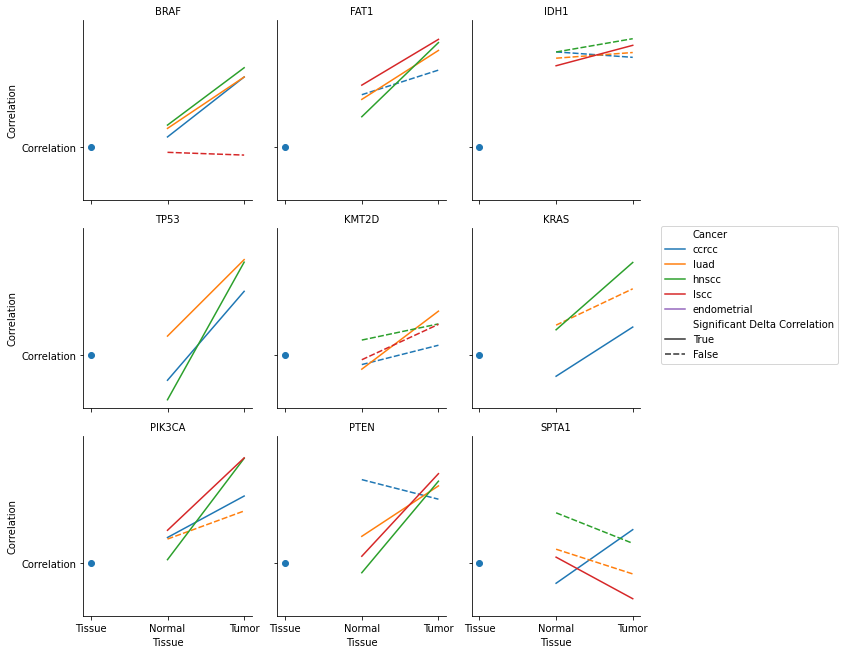 BRAF
FAT1
IDH1
Correlation
Correlation
TP53
KMT2D
KRAS
Correlation
Correlation
Cancer
ccrcc
luad
hnscc
lscc
endometrial
Significant Delta Correlation
True
False
PIK3CA
PTEN
SPTA1
Correlation
Correlation
Tissue Normal Tumor Tissue Normal Tumor Tissue Normal Tumor
Tissue Tissue Tissue